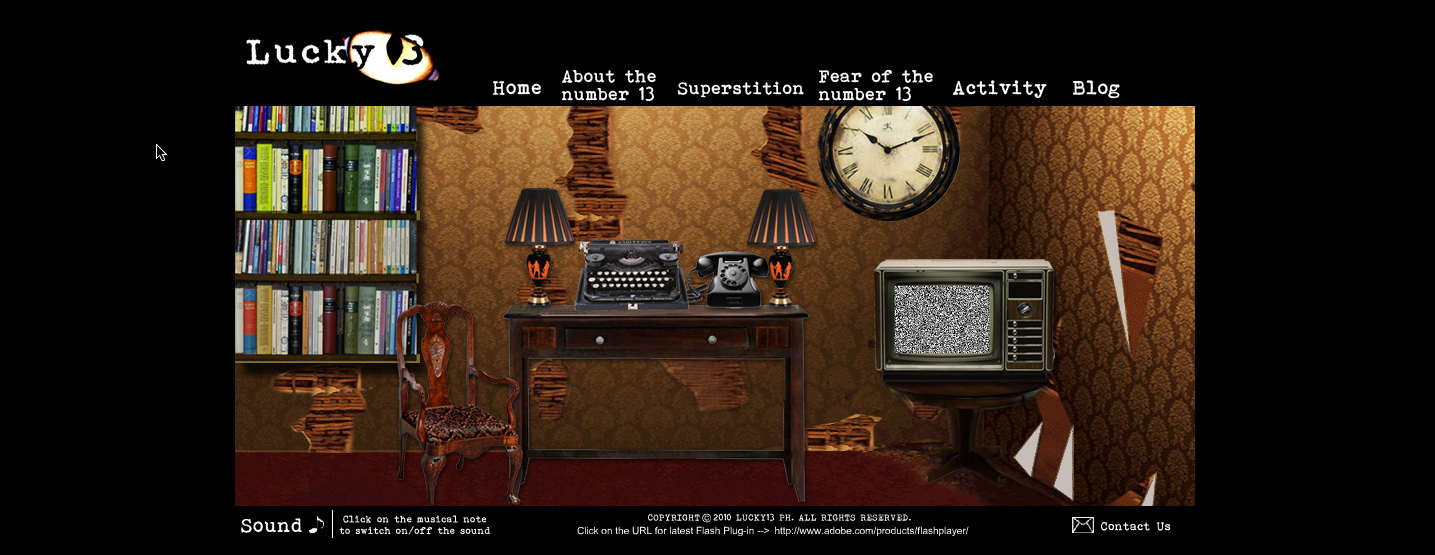 Lucky 13
Home
About the
number 13
Superstition
Fear of the
number 13
Activity
Blog
Sound
Click on the musical note
to switch on/off the sound
COPYRIGHT © 2010 LUCKY13 PH. ALL RIGHTS RESERVED.
Click on the URL for latest Flash Plug-in --> http://www.adobe.com/products/flashplayer/
Contact Us